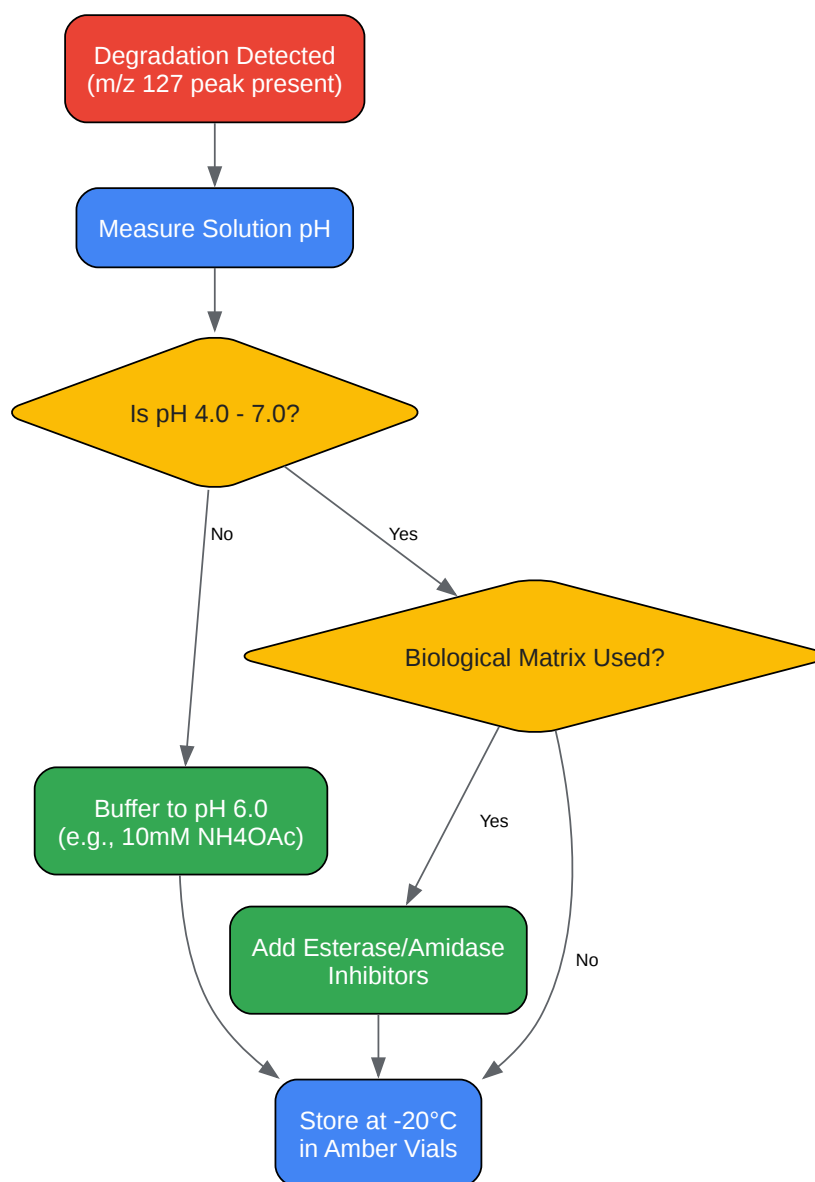 Degradation Detected
(m/z 127 peak present)
Measure Solution pH
Is pH 4.0 - 7.0?
No
Yes
Biological Matrix Used?
Buffer to pH 6.0
(e.g., 10mM NH4OAc)
Yes
Add Esterase/Amidase
Inhibitors
No
Store at -20°C
in Amber Vials